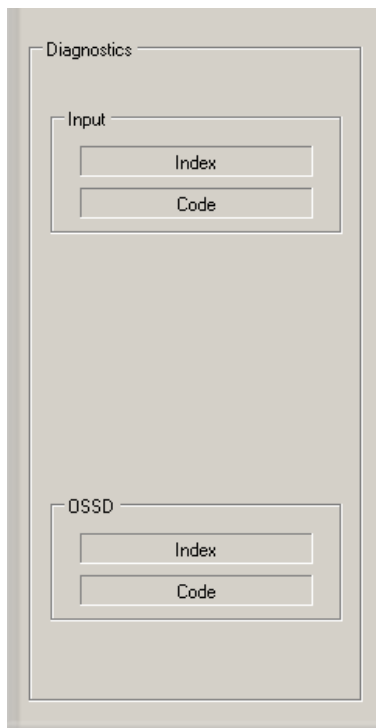 Diagnostics
Input
Index
Code
OSSD
Index
Code